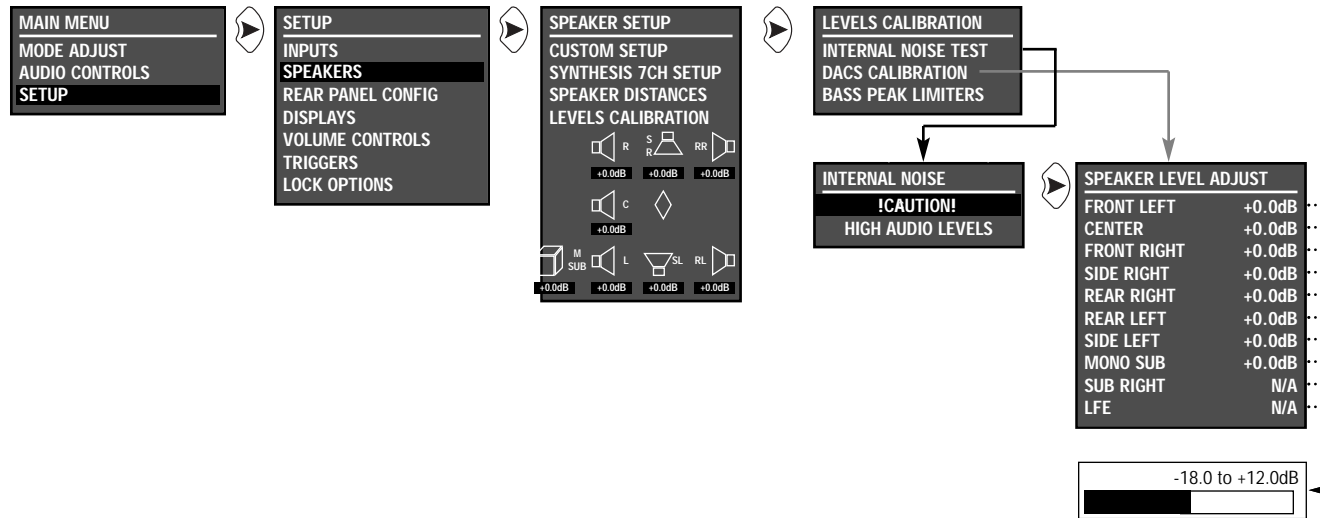 MAIN MENU
MODE ADJUST
AUDIO CONTROLS
SETUP
SETUP
INPUTS
SPEAKERS
REAR PANEL CONFIG
DISPLAYS
VOLUME CONTROLS
TRIGGERS
LOCK OPTIONS
SPEAKER SETUP
CUSTOM SETUP
SYNTHESIS 7CH SETUP
SPEAKER DISTANCES
LEVELS CALIBRATION
R SR RR
+0.0dB +0.0dB +0.0dB
C
+0.0dB
M SUB L SL RL
+0.0dB +0.0dB +0.0dB +0.0dB
LEVELS CALIBRATION
INTERNAL NOISE TEST
DACS CALIBRATION
BASS PEAK LIMITERS
INTERNAL NOISE
!CAUTION!
HIGH AUDIO LEVELS
SPEAKER LEVEL ADJUST
FRONT LEFT +0.0dB
CENTER +0.0dB
FRONT RIGHT +0.0dB
SIDE RIGHT +0.0dB
REAR RIGHT +0.0dB
REAR LEFT +0.0dB
SIDE LEFT +0.0dB
MONO SUB +0.0dB
SUB RIGHT N/A
LFE N/A
-18.0 to +12.0dB